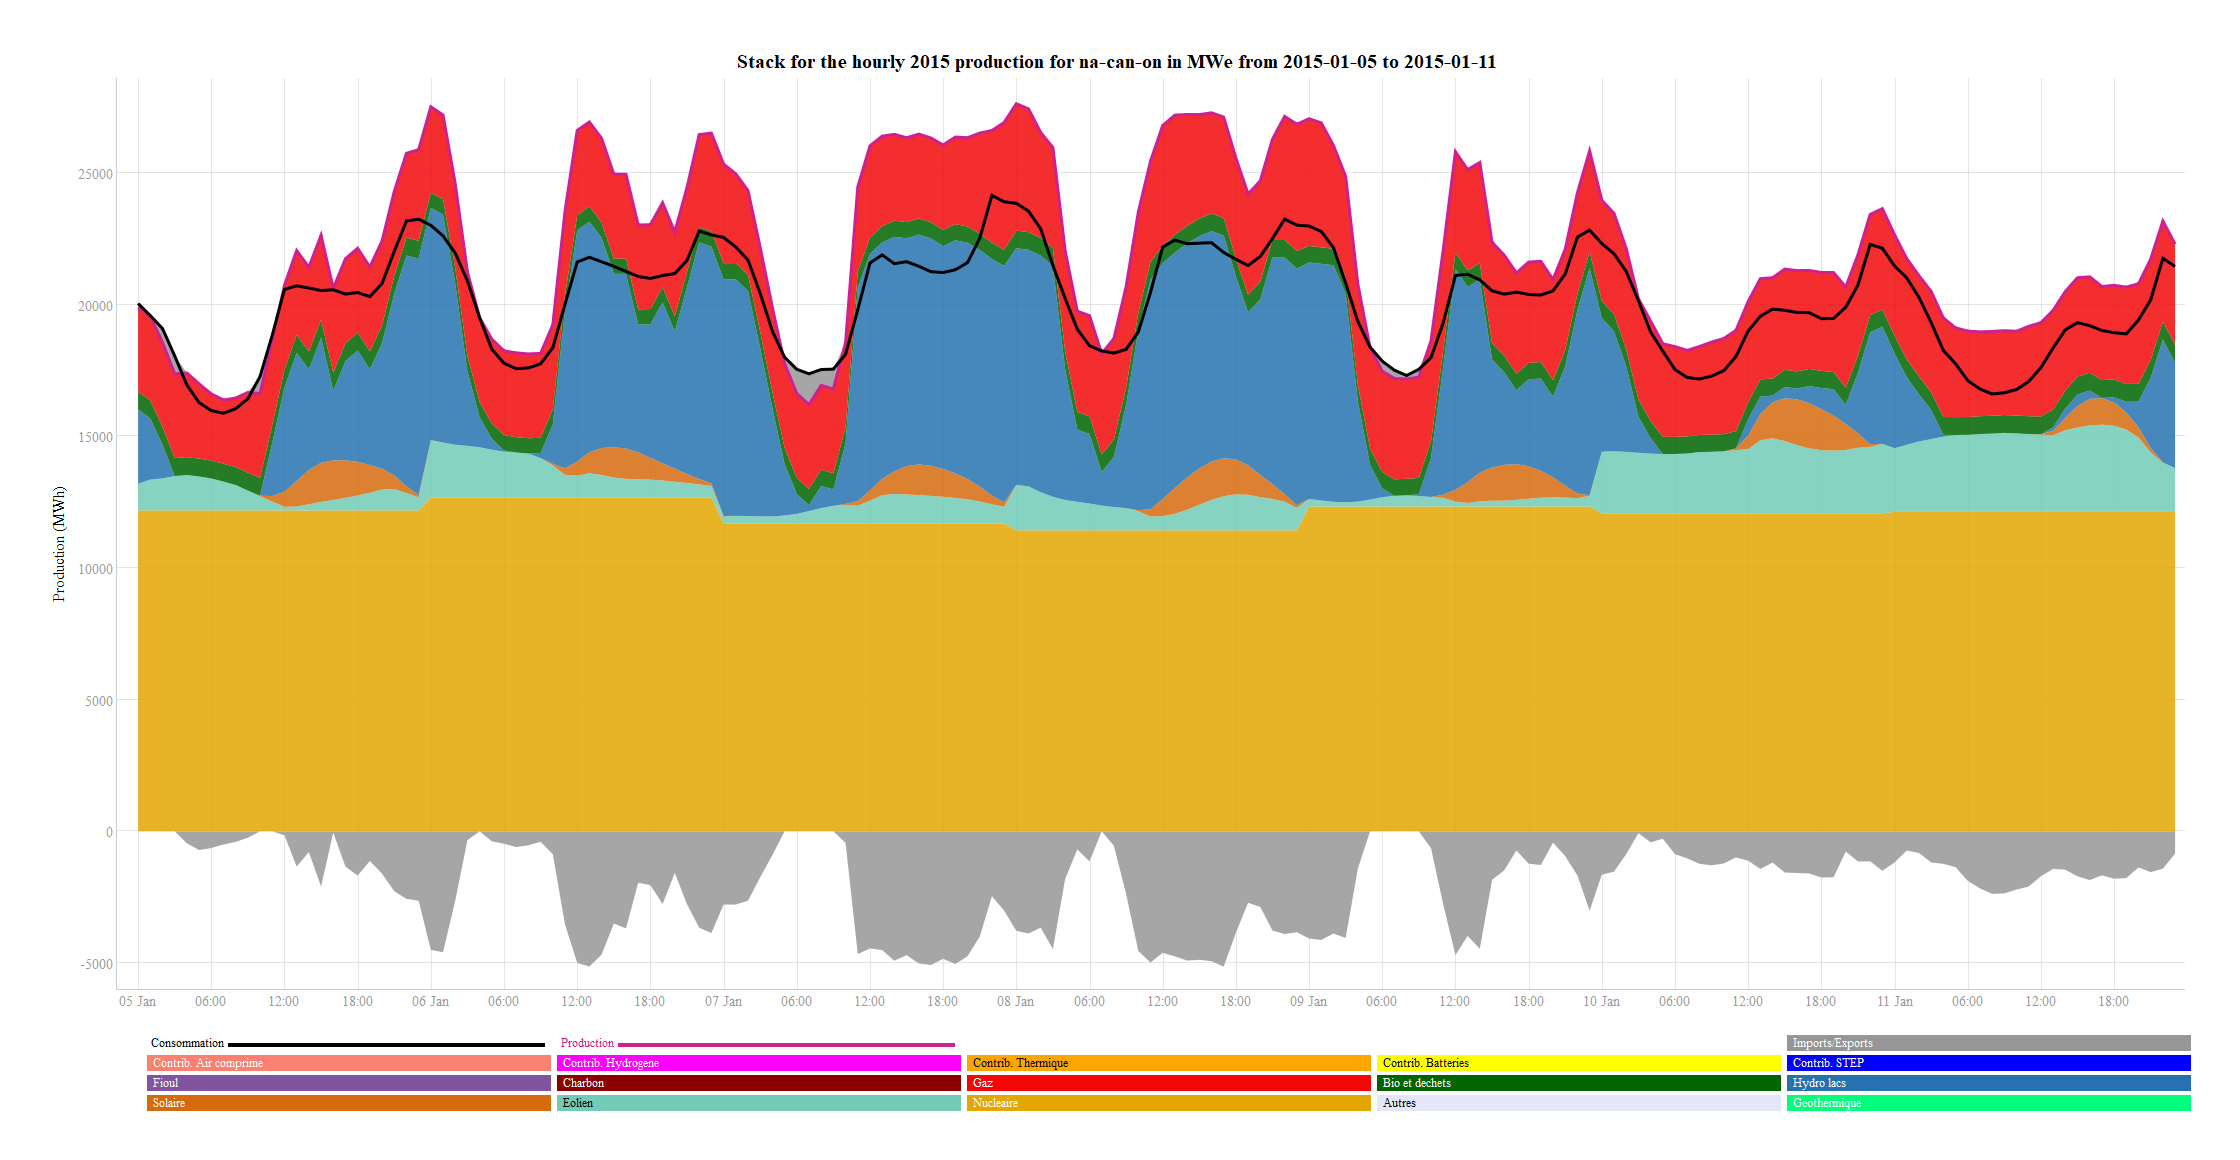 Stack for the hourly 2015 production for na-can-on in MWe from 2015-01-05 to 2015-01-11
Production (MWh)
25000
20000
15000
10000
5000
0
-5000
05 Jan 06:00 12:00 18:00 06 Jan 06:00 12:00 18:00 07 Jan 06:00 12:00 18:00 08 Jan 06:00 12:00 18:00 09 Jan 06:00 12:00 18:00 10 Jan 06:00 12:00 18:00 11 Jan 06:00 12:00 18:00
Consommation Production Imports/Exports
Contrib. Air comprime Contrib. Hydrogene Contrib. Thermique Contrib. Batteries Contrib. STEP
Fioul Charbon Gaz Bio et dechets Hydro lacs
Solaire Eolien Nucleaire Autres Geothermique